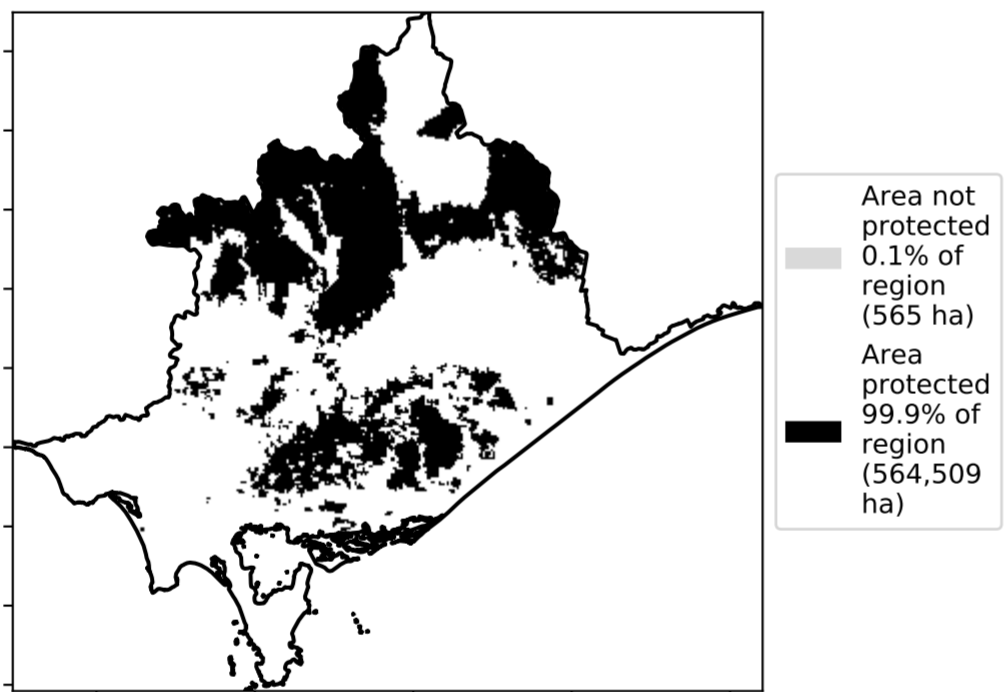 Area not
protected
0.1% of
region
(565 ha)
Area
protected
99.9% of
region
(564,509
ha)